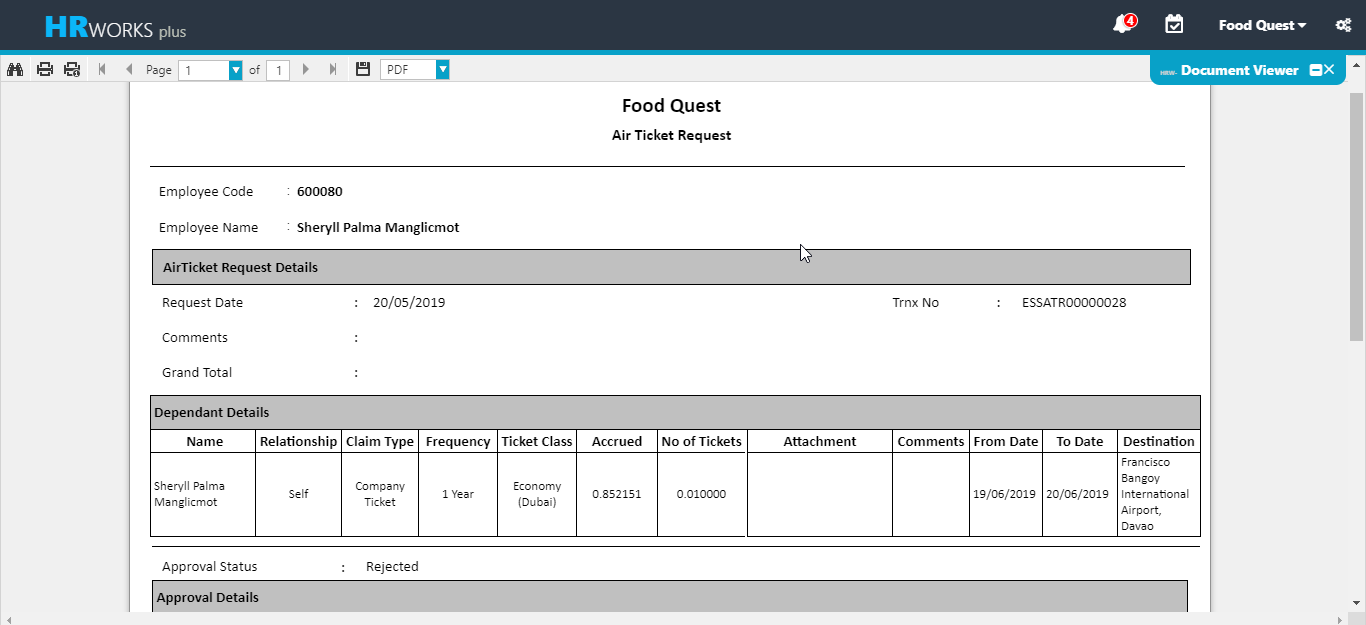 HRWORKS plus
4
Food Quest
Page 1 of 1
PDF
HRW- Document Viewer
Food Quest
Air Ticket Request
Employee Code : 600080
Employee Name : Sheryll Palma Manglicmot
AirTicket Request Details
Request Date : 20/05/2019 Trnx No : ESSATR00000028
Comments :
Grand Total :
Dependant Details
Name Relationship Claim Type Frequency Ticket Class Accrued No of Tickets Attachment Comments From Date To Date Destination
Sheryll Palma Manglicmot Self Company Ticket 1 Year Economy (Dubai) 0.852151 0.010000 19/06/2019 20/06/2019 Francisco Bangoy International Airport, Davao
Approval Status : Rejected
Approval Details